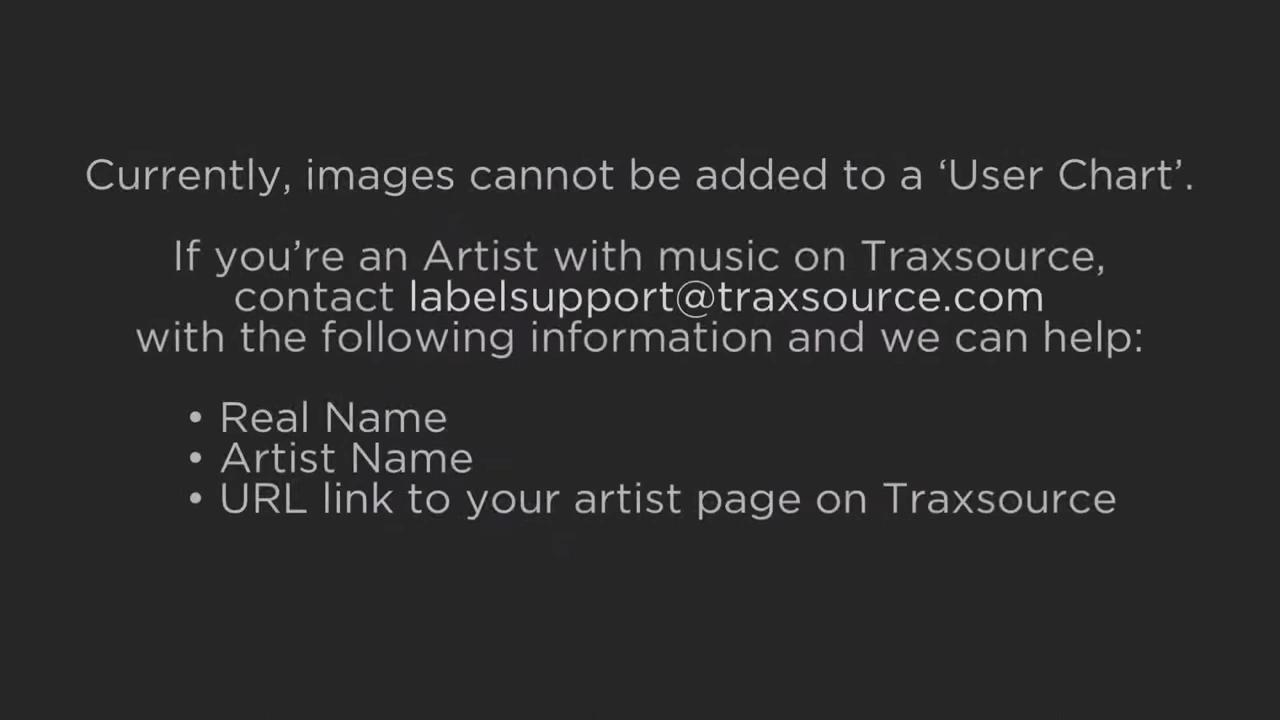 Currently, images cannot be added to a ‘User Chart’.
If you’re an Artist with music on Traxsource,
contact labelsupport@traxsource.com
with the following information and we can help:
• Real Name
• Artist Name
• URL link to your artist page on Traxsource